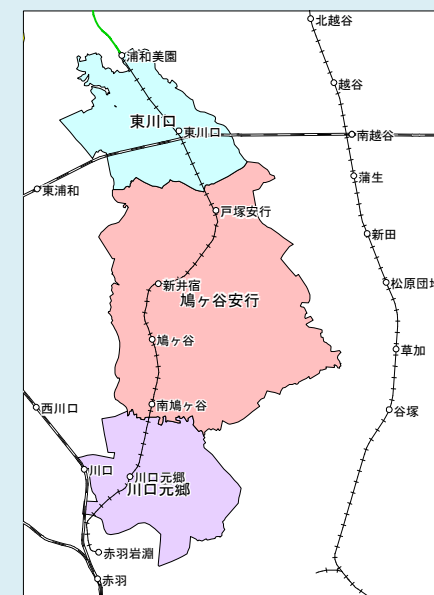 北越谷
浦和美園
越谷
東川口
東川口
南越谷
蒲生
東浦和
戸塚安行
新田
新井宿
松原団地
鳩ヶ谷安行
鳩ヶ谷
草加
南鳩ヶ谷
西川口
谷塚
川口
川口元郷
川口元郷
赤羽岩淵
赤羽